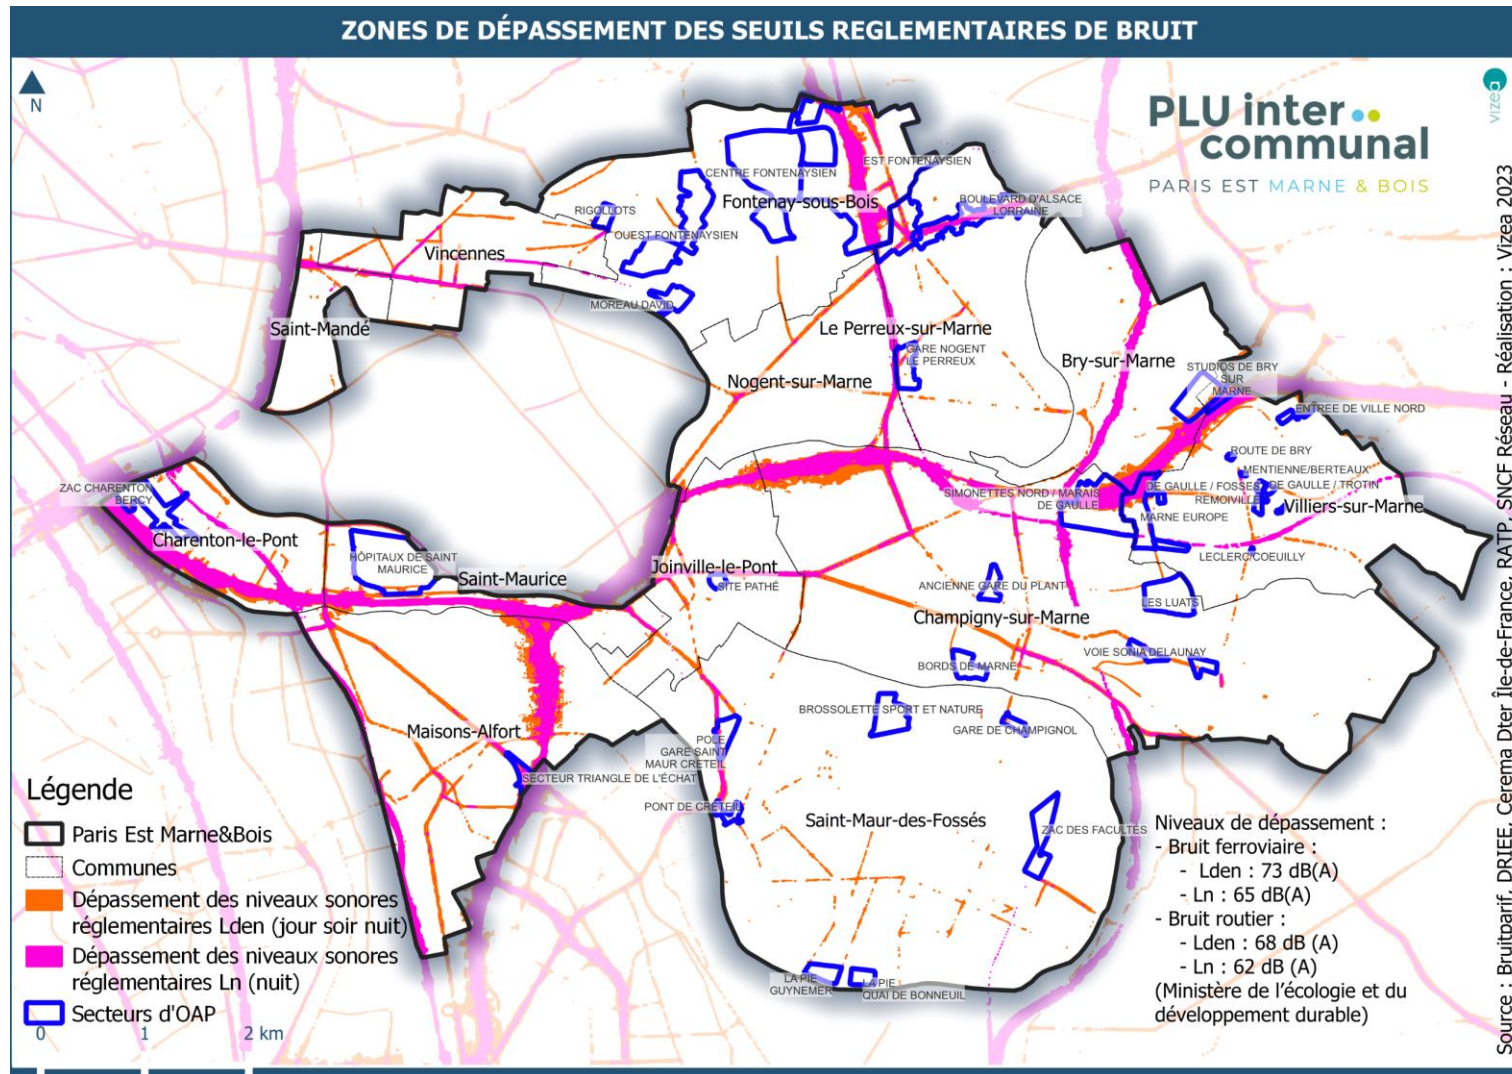 ZONES DE DÉPASSEMENT DES SEUILS REGLEMENTAIRES DE BRUIT
N
PLU inter
communal
PARIS EST MARNE & BOIS
vizea
EST FONTENAYSIEN
CENTRE FONTENAYSIEN
Fontenay-sous-Bois
BOULEVARD D'ALSACE
LORRAINE
RIGOLLOTS
OUEST FONTENAYSIEN
Vincennes
MOREAU DAVID
Saint-Mandé
Le Perreux-sur-Marne
GARE NOGENT
LE PERREUX
Bry-sur-Marne
STUDIOS DE BRY
SUR
MARNE
Nogent-sur-Marne
ENTREE DE VILLE NORD
ROUTE DE BRY
MENTIENNE/BERTEAUX
ZAC CHARENTON
BERCY
SIMONETTES NORD / MARAIS
DE GAULLE
DE GAULLE / FOSSES
REMOIVILLE
DE GAULLE / TROTIN
Villiers-sur-Marne
MARNE EUROPE
Charenton-le-Pont
HÔPITAUX DE SAINT
MAURICE
LECLERC/COEUILLY
Saint-Maurice
Joinville-le-Pont
SITE PATHÉ
ANCIENNE GARE DU PLANT
LES LUATS
Champigny-sur-Marne
VOIE SONIA DELAUNAY
BORDS DE MARNE
BROSSOLETTE SPORT ET NATURE
GARE DE CHAMPIGNOL
Maisons-Alfort
POLE
GARE SAINT
MAUR CRETEIL
SECTEUR TRIANGLE DE L'ÉCHAT
PONT DE CRÉTEIL
Saint-Maur-des-Fossés
ZAC DES FACULTÉS
LA PIE
GUYNEMER
LA PIE
QUAI DE BONNEUIL
Légende
Paris Est Marne&Bois
Communes
Dépassement des niveaux sonores
réglementaires Lden (jour soir nuit)
Dépassement des niveaux sonores
réglementaires Ln (nuit)
Secteurs d'OAP
0 1 2 km
Niveaux de dépassement :
- Bruit ferroviaire :
- Lden : 73 dB(A)
- Ln : 65 dB(A)
- Bruit routier :
- Lden : 68 dB (A)
- Ln : 62 dB (A)
(Ministère de l'écologie et du
développement durable)
Source : Bruitparif, DRIEE, Cerema Dter Île-de-France, RATP, SNCF Réseau - Réalisation : Vizea 2023